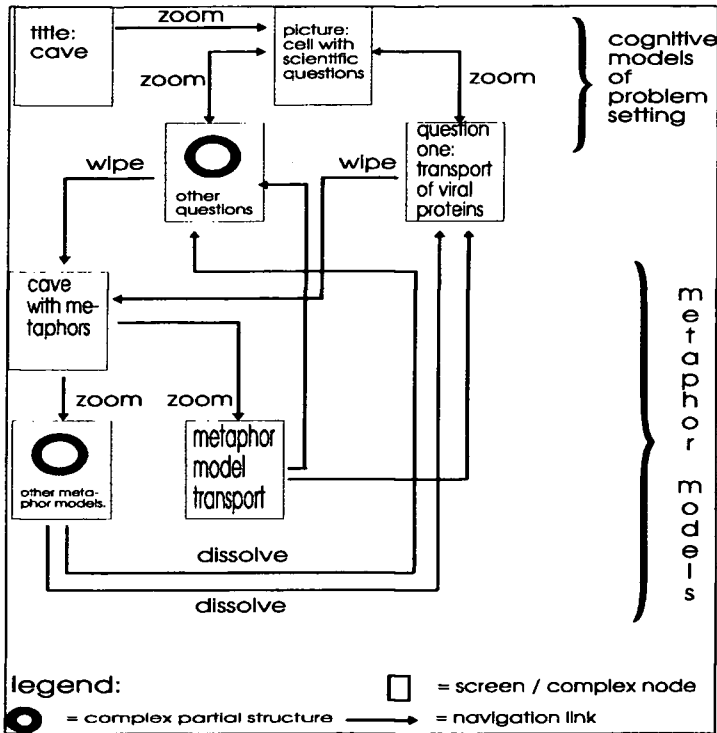 title:
cave
zoom
picture:
cell with
scientific
questions
zoom
zoom
cognitive
models
of
problem
setting
wipe
other
questions
wipe
question
one:
transport
of viral
proteins
cave
with me-
taphors
zoom
zoom
other meta-
phor models.
metaphor
model
transport
metaphor models
dissolve
dissolve
legend:
= screen / complex node
= complex partial structure
= navigation link